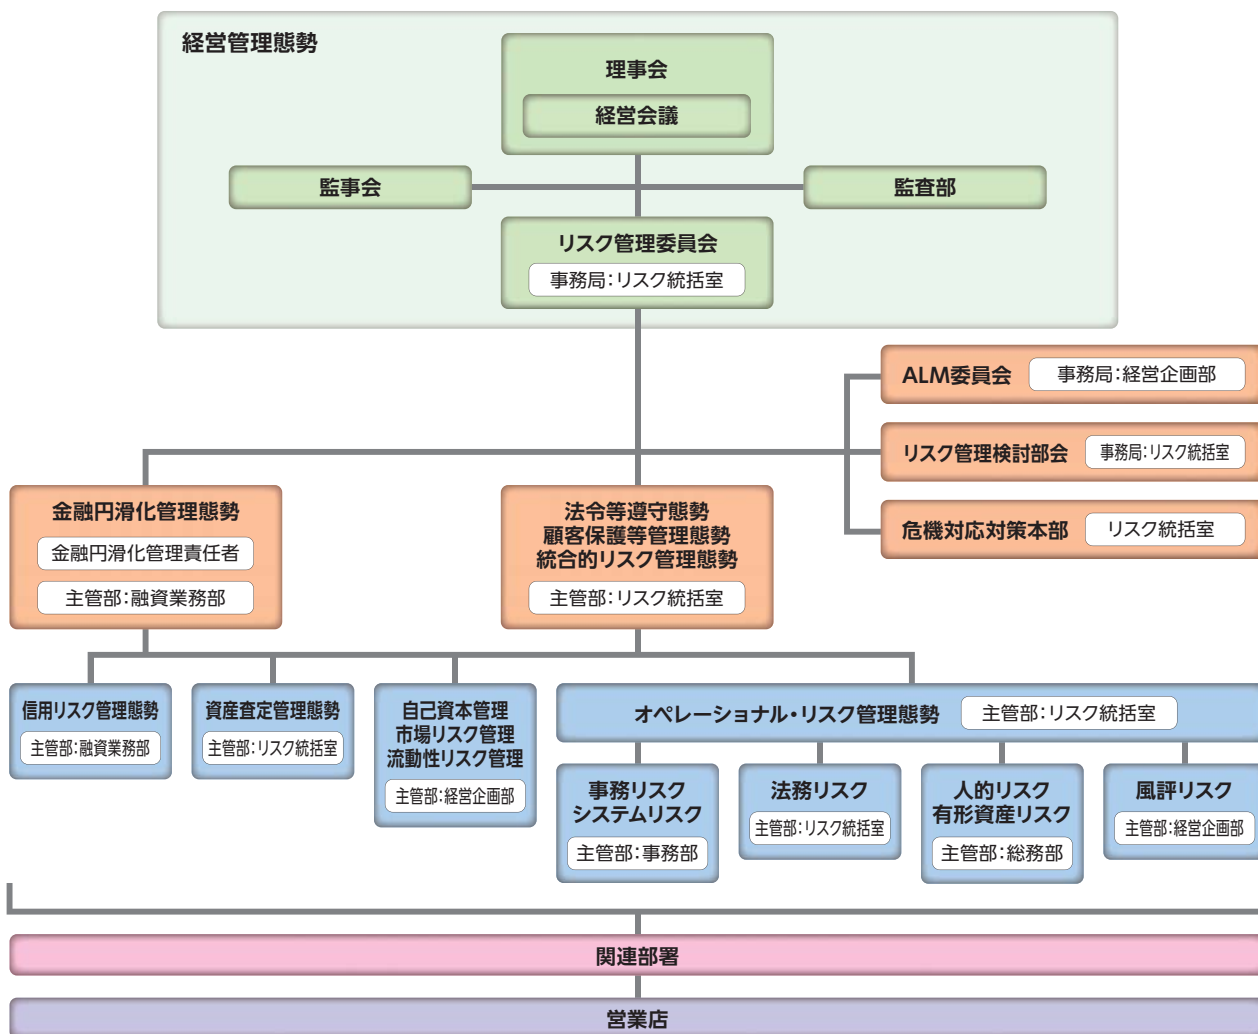 経営管理態勢
理事会
経営会議
監事会
監査部
リスク管理委員会
事務局:リスク統括室
ALM委員会 事務局:経営企画部
リスク管理検討部会 事務局:リスク統括室
危機対応対策本部 リスク統括室
金融円滑化管理態勢
金融円滑化管理責任者
主管部:融資業務部
法令等遵守態勢
顧客保護等管理態勢
統合的リスク管理態勢
主管部:リスク統括室
信用リスク管理態勢
主管部:融資業務部
資産査定管理態勢
主管部:リスク統括室
自己資本管理
市場リスク管理
流動性リスク管理
主管部:経営企画部
オペレーショナル・リスク管理態勢 主管部:リスク統括室
事務リスク
システムリスク
主管部:事務部
法務リスク
主管部:リスク統括室
人的リスク
有形資産リスク
主管部:総務部
風評リスク
主管部:経営企画部
関連部署
営業店